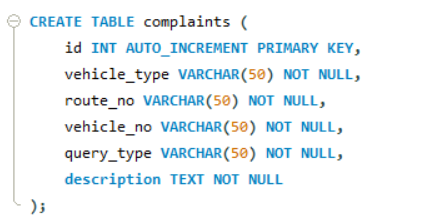 CREATE TABLE complaints (
    id INT AUTO_INCREMENT PRIMARY KEY,
    vehicle_type VARCHAR(50) NOT NULL,
    route_no VARCHAR(50) NOT NULL,
    vehicle_no VARCHAR(50) NOT NULL,
    query_type VARCHAR(50) NOT NULL,
    description TEXT NOT NULL
);